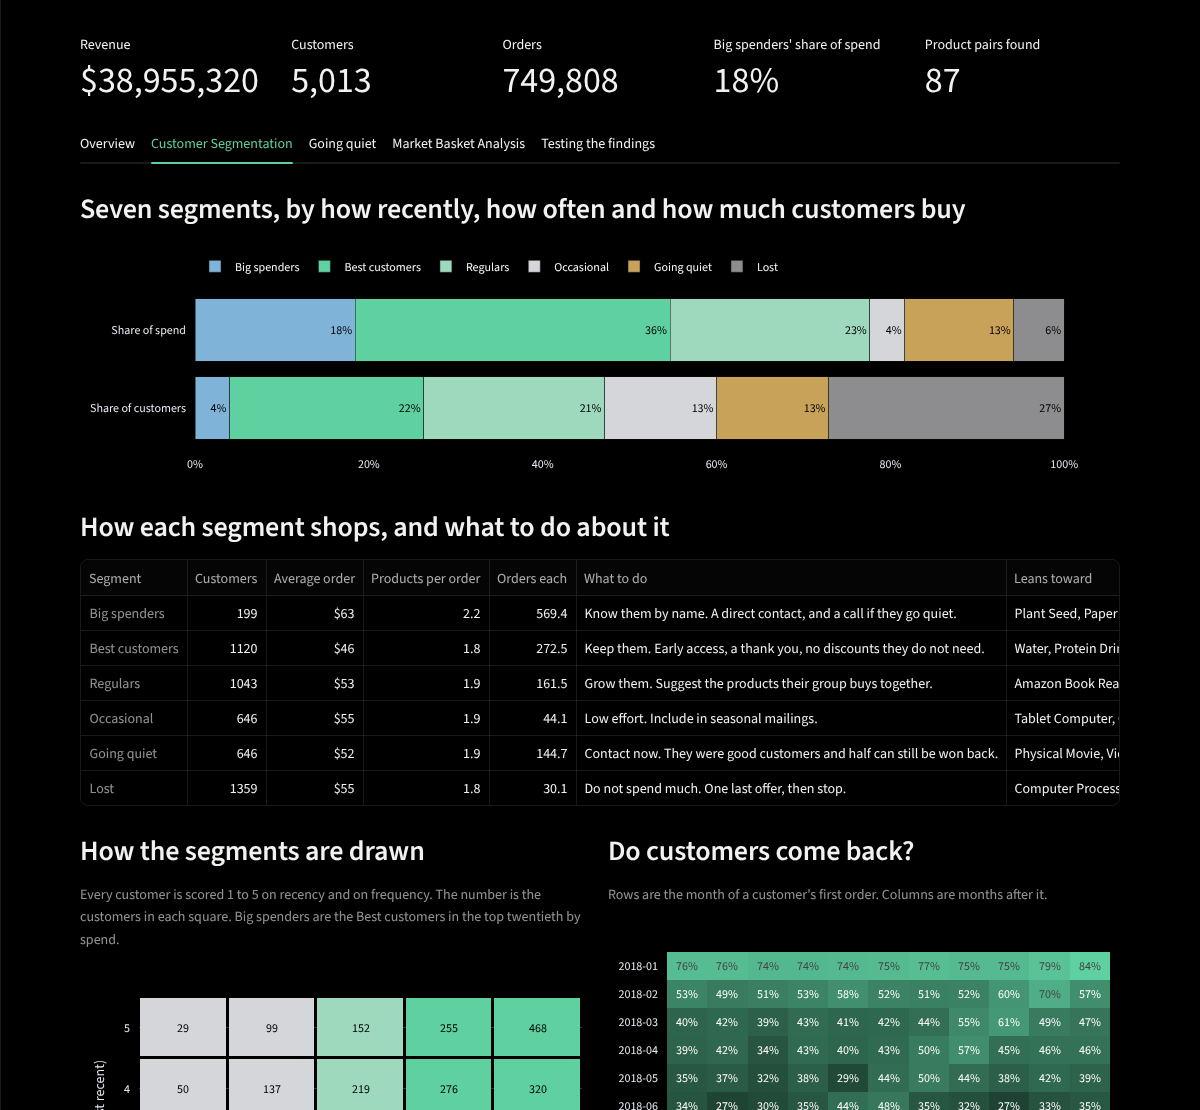 Revenue Customers Orders Big spenders' share of spend Product pairs found
$38,955,320 5,013 749,808 18% 87
Overview Customer Segmentation Going quiet Market Basket Analysis Testing the findings
Seven segments, by how recently, how often and how much customers buy
Big spenders Best customers Regulars Occasional Going quiet Lost
Share of spend 18% 36% 23% 4% 13% 6%
Share of customers 4% 22% 21% 13% 13% 27%
0% 20% 40% 60% 80% 100%
How each segment shops, and what to do about it
Segment Customers Average order Products per order Orders each What to do Leans toward
Big spenders 199 $63 2.2 569.4 Know them by name. A direct contact, and a call if they go quiet. Plant Seed, Paper
Best customers 1120 $46 1.8 272.5 Keep them. Early access, a thank you, no discounts they do not need. Water, Protein Drin
Regulars 1043 $53 1.9 161.5 Grow them. Suggest the products their group buys together. Amazon Book Rea
Occasional 646 $55 1.9 44.1 Low effort. Include in seasonal mailings. Tablet Computer,
Going quiet 646 $52 1.9 144.7 Contact now. They were good customers and half can still be won back. Physical Movie, Vi
Lost 1359 $55 1.8 30.1 Do not spend much. One last offer, then stop. Computer Process
How the segments are drawn
Every customer is scored 1 to 5 on recency and on frequency. The number is the
customers in each square. Big spenders are the Best customers in the top twentieth by
spend.
5 29 99 152 255 468
4 50 137 219 276 320
t recent)
Do customers come back?
Rows are the month of a customer's first order. Columns are months after it.
2018-01 76% 76% 74% 74% 74% 75% 77% 75% 75% 79% 84%
2018-02 53% 49% 51% 53% 58% 52% 51% 52% 60% 70% 57%
2018-03 40% 42% 39% 43% 41% 42% 44% 55% 61% 49% 47%
2018-04 39% 42% 34% 43% 40% 43% 50% 57% 45% 46% 46%
2018-05 35% 37% 32% 38% 29% 44% 50% 44% 38% 42% 39%
2018-06 34% 27% 30% 35% 44% 48% 35% 32% 27% 33% 35%